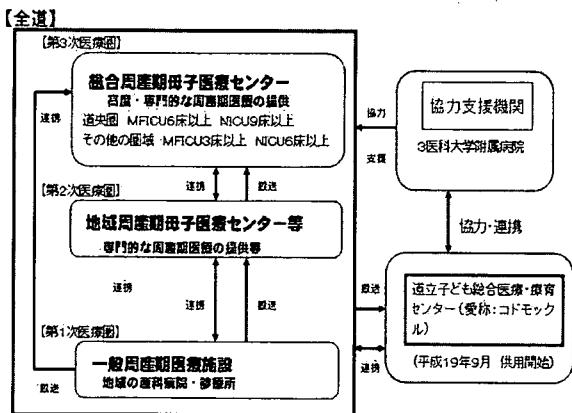 【全道】
[第3次医療圏]
総合周産期母子医療センター
高度・専門的な周産期医療の提供
道央圏 MFICU6床以上 NICU9床以上
その他の圏域 MFICU3床以上 NICU6床以上
連携
[第2次医療圏]
連携
搬送
地域周産期母子医療センター等
専門的な周産期医療の提供等
連携
連携
搬送
[第1次医療圏]
一般周産期医療施設
地域の産科病院・診療所
搬送
協力
支援
協力支援機関
3医科大学附属病院
協力・連携
搬送
連携
道立子ども総合医療・療育
センター(愛称:コドモック
ル)
(平成19年9月 供用開始)